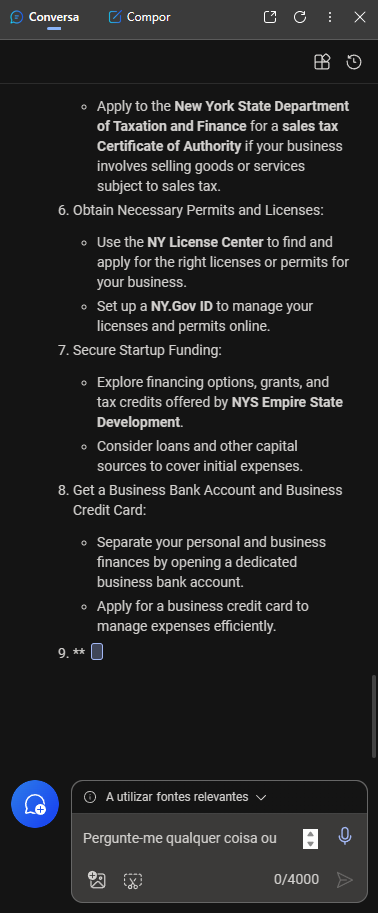 Conversa Compor
◦ Apply to the New York State Department
of Taxation and Finance for a sales tax
Certificate of Authority if your business
involves selling goods or services
subject to sales tax.
6. Obtain Necessary Permits and Licenses:
◦ Use the NY License Center to find and
apply for the right licenses or permits for
your business.
◦ Set up a NY.Gov ID to manage your
licenses and permits online.
7. Secure Startup Funding:
◦ Explore financing options, grants, and
tax credits offered by NYS Empire State
Development.
◦ Consider loans and other capital
sources to cover initial expenses.
8. Get a Business Bank Account and Business
Credit Card:
◦ Separate your personal and business
finances by opening a dedicated
business bank account.
◦ Apply for a business credit card to
manage expenses efficiently.
9. **
A utilizar fontes relevantes
Pergunte-me qualquer coisa ou
0/4000